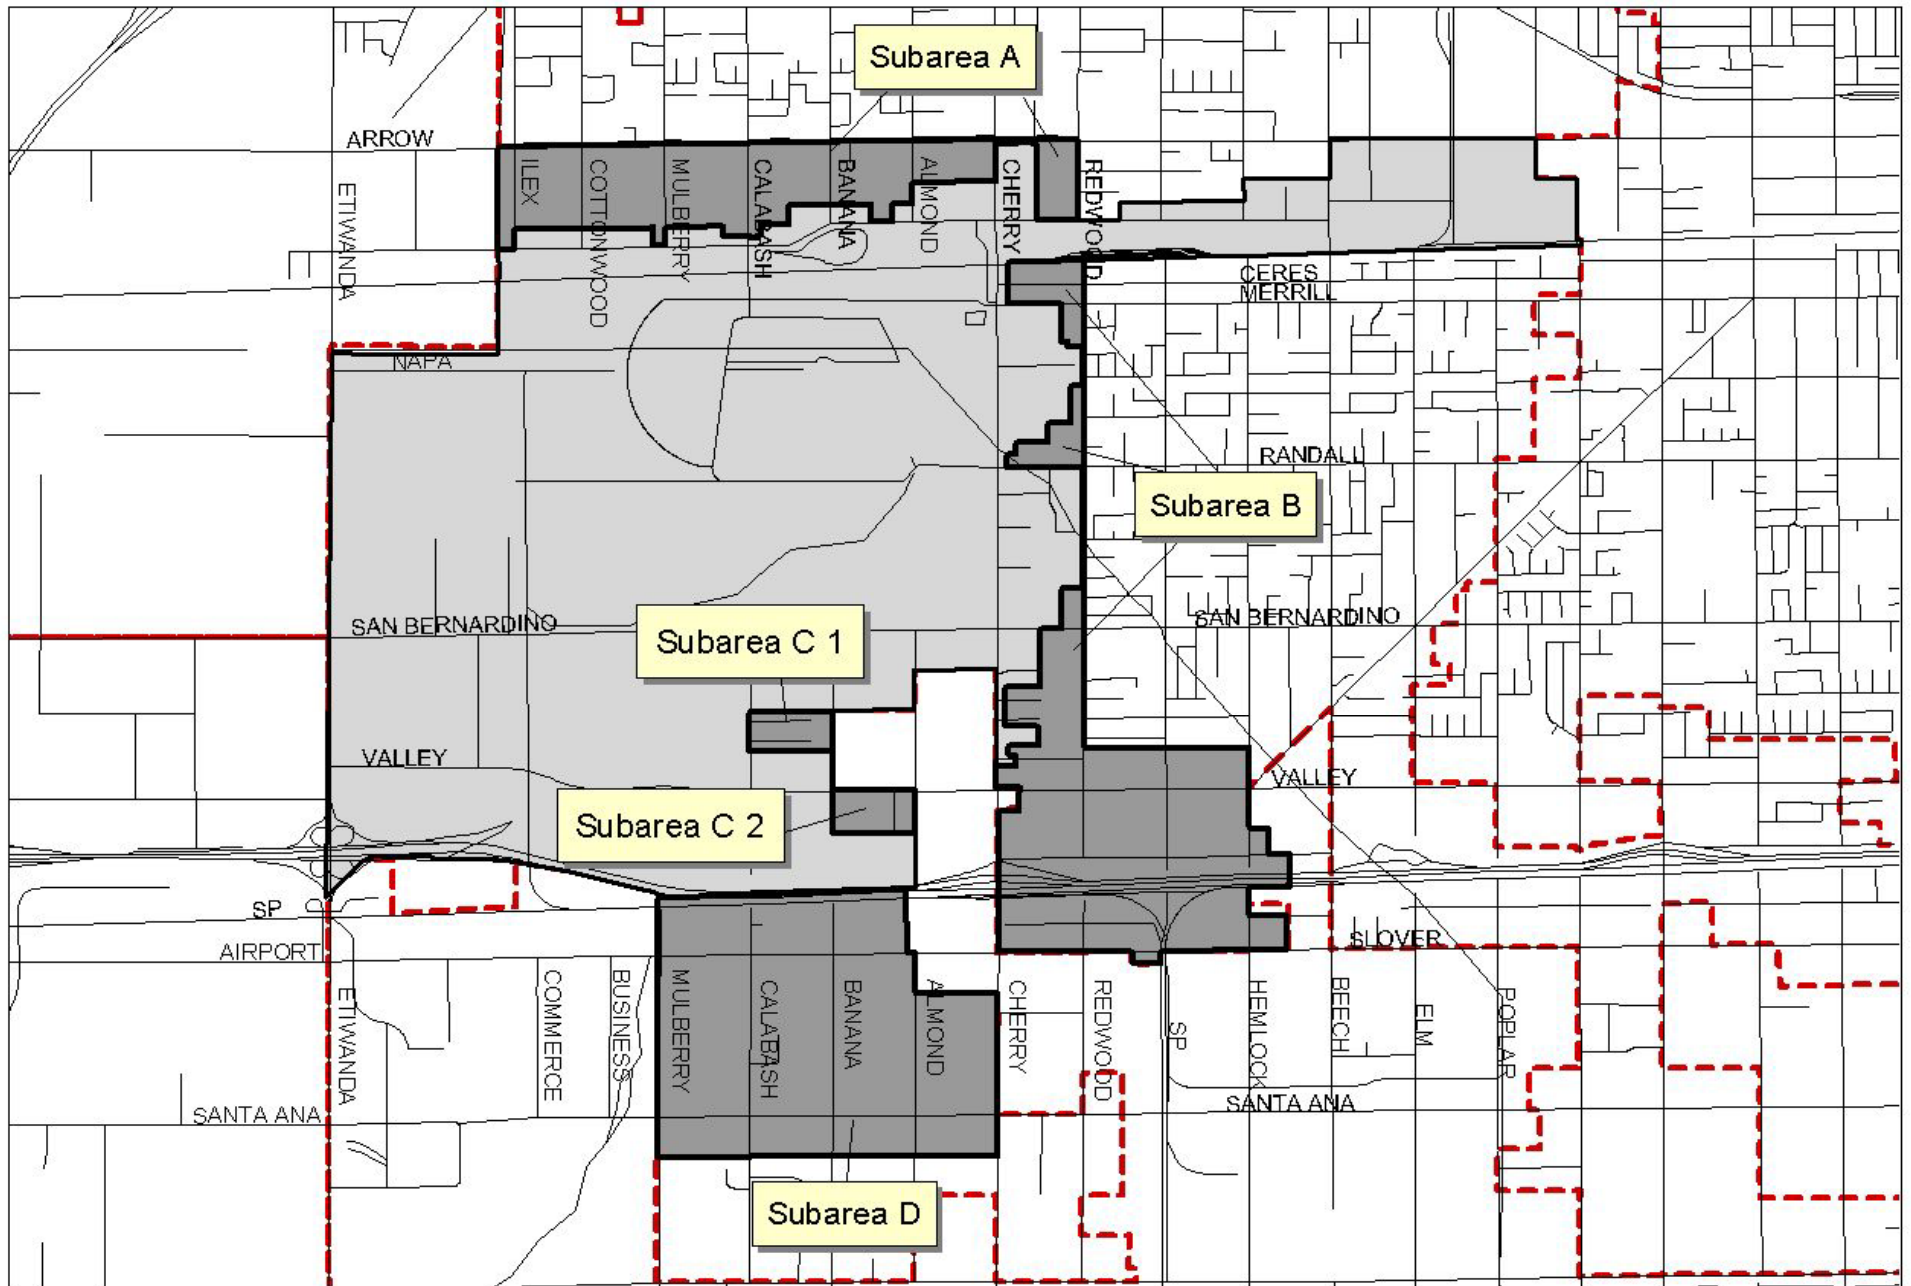 Subarea A
ARROW
ILEX
COTTONWOOD
MULBERRY
CALABASH
BANANA
ALMOND
CHERRY
REDWOOD
ETIWANDA
CERES
MERRILL
NAPA
RANDALL
Subarea B
SAN BERNARDINO
SAN BERNARDINO
Subarea C 1
VALLEY
VALLEY
Subarea C 2
SP
SLOVER
AIRPORT
ETIWANDA
COMMERCE
BUSINESS
MULBERRY
CALABASH
BANANA
ALMOND
CHERRY
REDWOOD
SP
HEMLOCK
BEECH
ELM
POPLAR
SANTA ANA
SANTA ANA
Subarea D